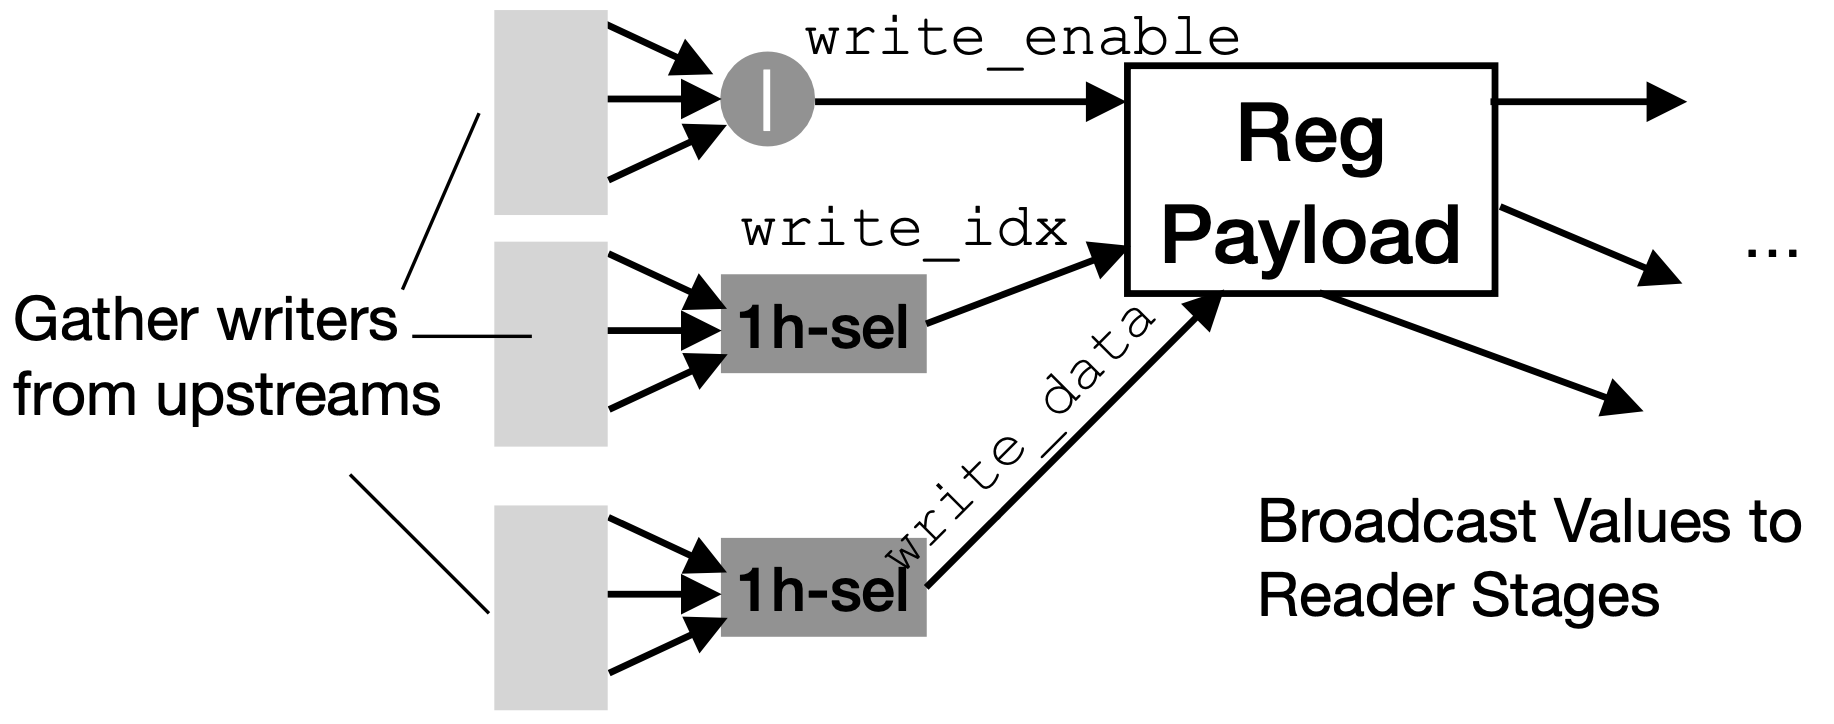 write_enable
|
Reg
Payload
write_idx
...
Gather writers
from upstreams
1h-sel
write_data
1h-sel
Broadcast Values to
Reader Stages